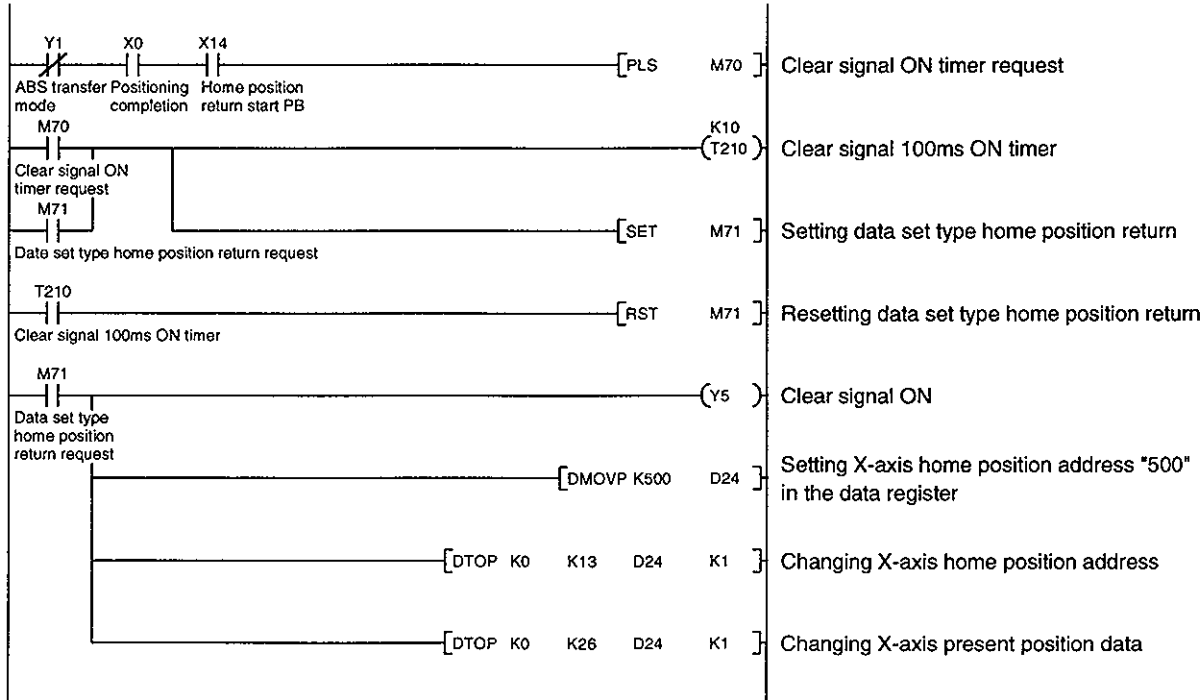 Y1 X0 X14
[PLS M70] Clear signal ON timer request
ABS transfer mode Positioning completion Home position return start PB
M70
K10
(T210) Clear signal 100ms ON timer
Clear signal ON
timer request
M71
[SET M71] Setting data set type home position return
Date set type home position return request
T210
[RST M71] Resetting data set type home position return
Clear signal 100ms ON timer
M71
(Y5) Clear signal ON
Data set type
home position
return request
[DMOVP K500 D24] Setting X-axis home position address "500"
in the data register
[DTOP K0 K13 D24 K1] Changing X-axis home position address
[DTOP K0 K26 D24 K1] Changing X-axis present position data